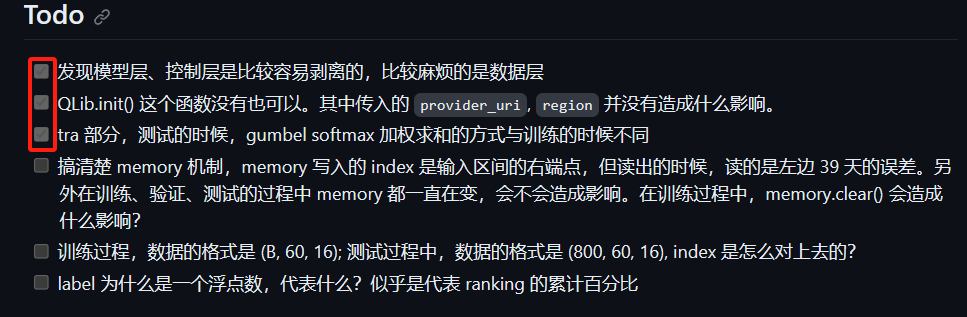 Todo
发现模型层、控制层是比较容易剥离的，比较麻烦的是数据层
QLib.init() 这个函数没有也可以。其中传入的 provider_uri, region 并没有造成什么影响。
tra 部分，测试的时候，gumbel softmax 加权求和的方式与训练的时候不同
搞清楚 memory 机制，memory 写入的 index 是输入区间的右端点，但读出的时候，读的是左边 39 天的误差。另
外在训练、验证、测试的过程中 memory 都一直在变，会不会造成影响。在训练过程中，memory.clear() 会造成
什么影响？
训练过程，数据的格式是 (B, 60, 16); 测试过程中，数据的格式是 (800, 60, 16), index 是怎么对上去的？
label 为什么是一个浮点数，代表什么？似乎是代表 ranking 的累计百分比